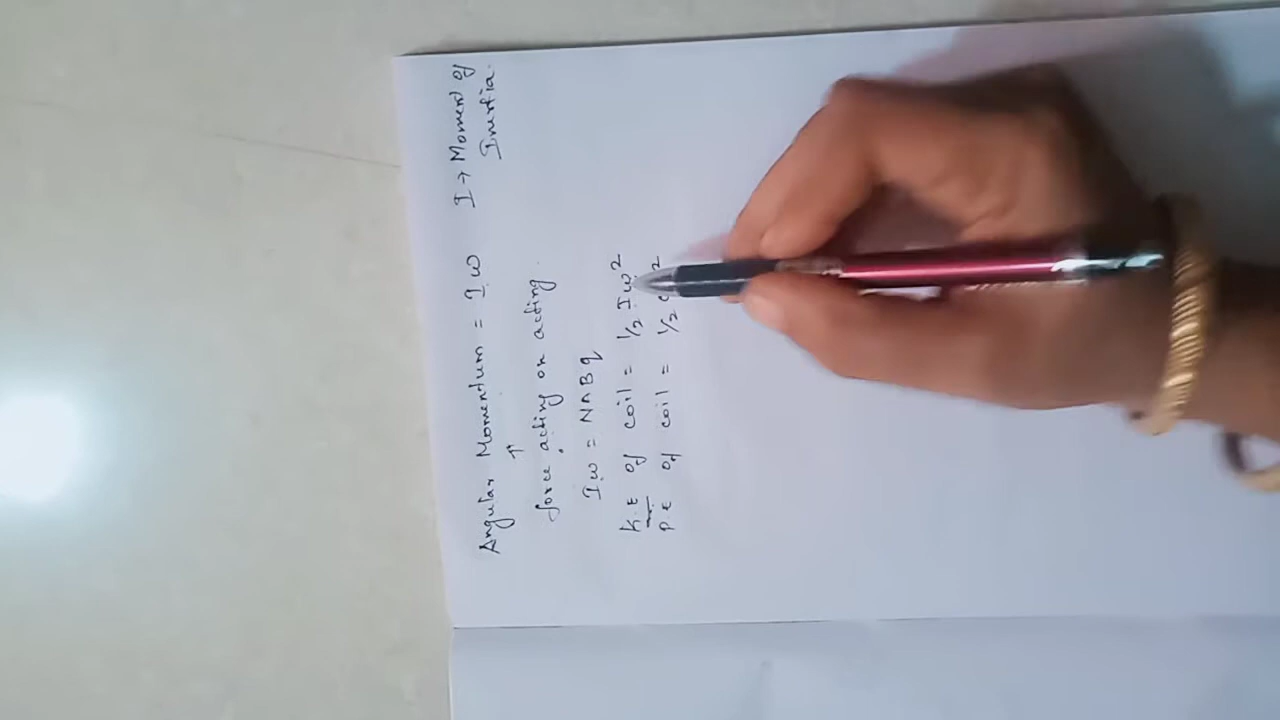 Angular Momentum = Iω I → Moment of Inertia.
↑
force acting on acting.
Iω = NABq
K.E of coil = 1/2 Iω²
PE of coil = 1/2